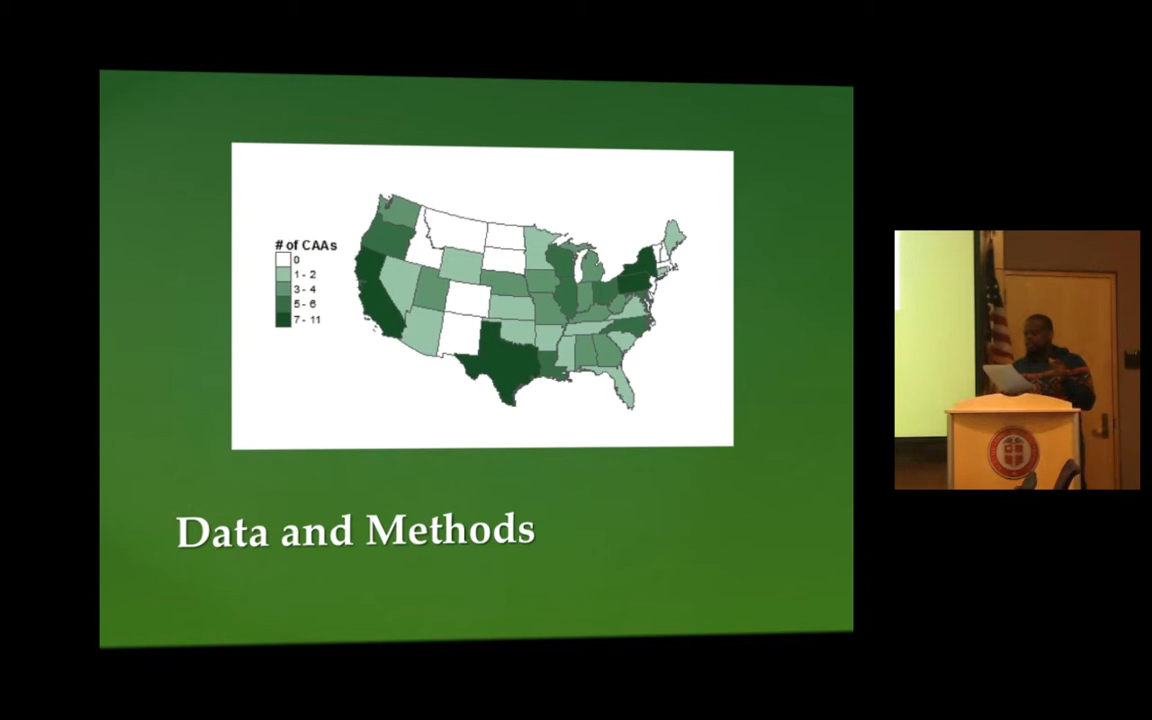 # of CAAs
0
1 - 2
3 - 4
5 - 6
7 - 11
Data and Methods